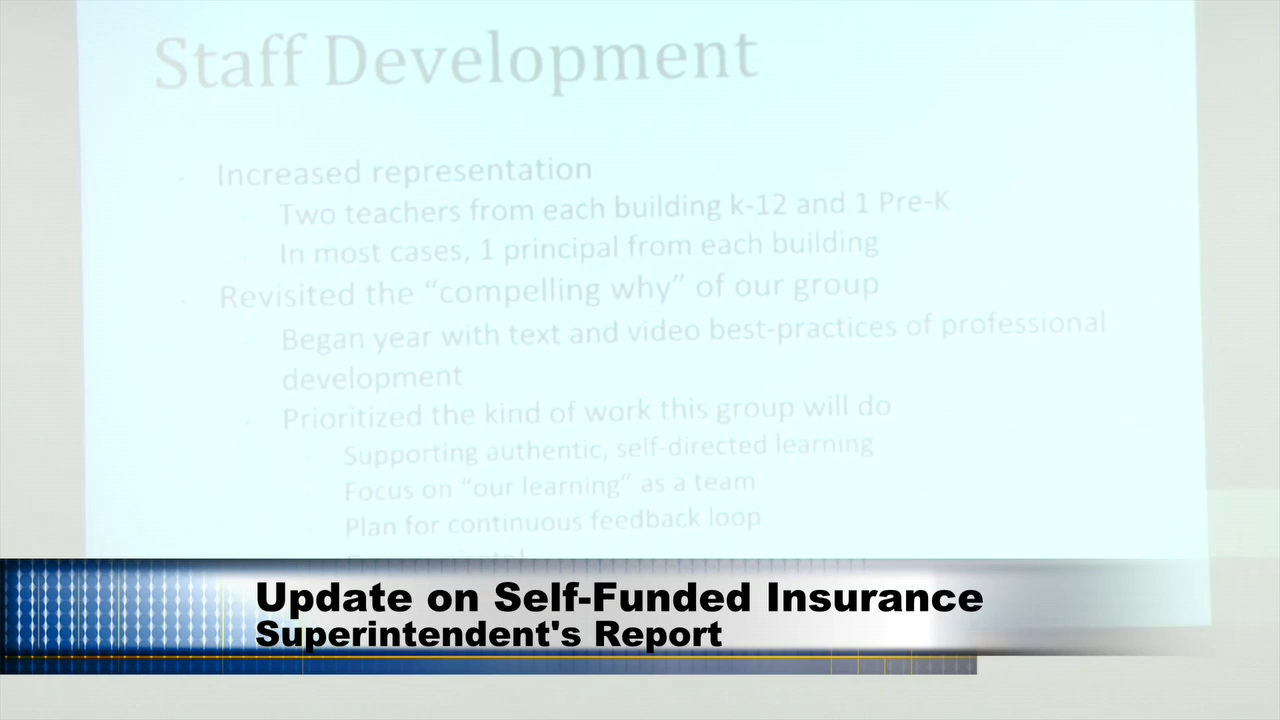 Staff Development
Increased representation
Two teachers from each building k-12 and 1 Pre-K
In most cases, 1 principal from each building
Revisited the “compelling why” of our group
Began year with text and video best-practices of professional
development
Prioritized the kind of work this group will do
Supporting authentic, self-directed learning
Focus on “our learning” as a team
Plan for continuous feedback loop
Update on Self-Funded Insurance
Superintendent's Report